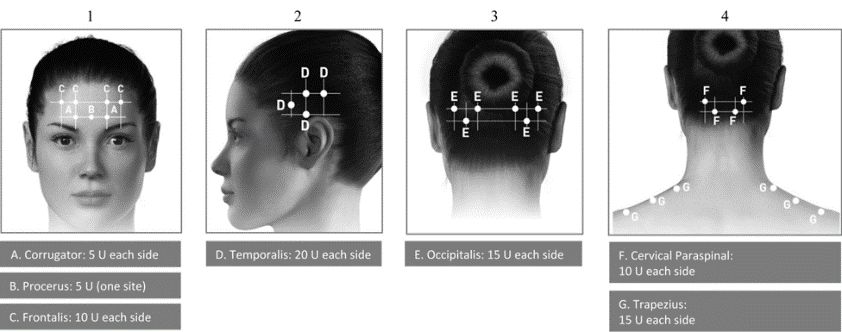 1 2 3 4
C C C C
A B A
D D
D
D
E E E E
E E
F F
F F
G G
G G
G G
A. Corrugator: 5 U each side
B. Procerus: 5 U (one site)
C. Frontalis: 10 U each side
D. Temporalis: 20 U each side
E. Occipitalis: 15 U each side
F. Cervical Paraspinal:
10 U each side
G. Trapezius:
15 U each side